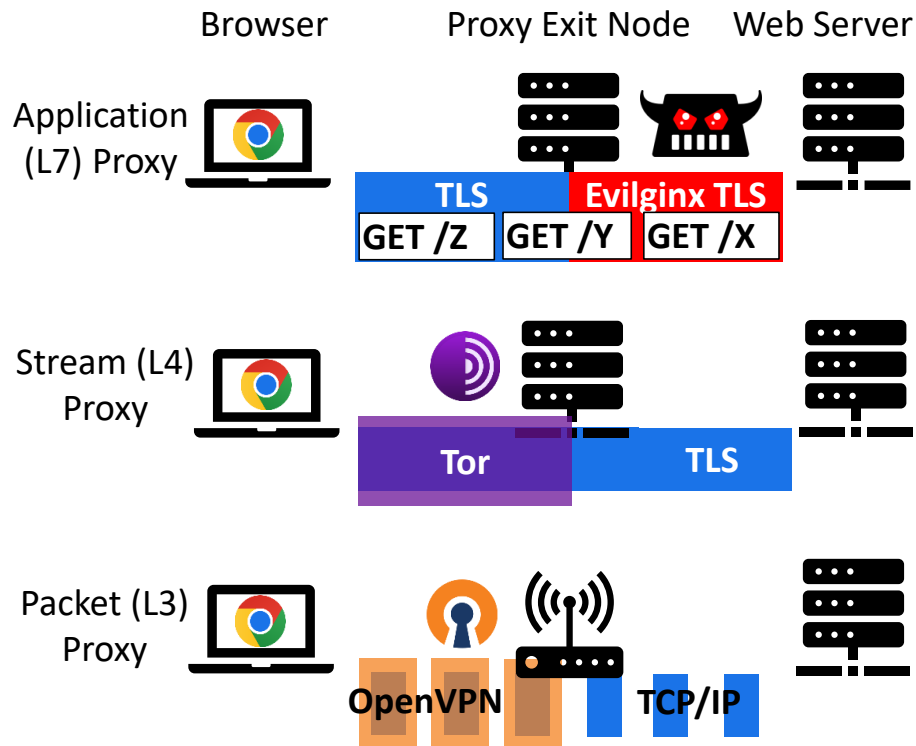 Browser
Proxy Exit Node
Web Server
Application
(L7) Proxy
TLS
Evilginx TLS
GET /Z
GET /Y
GET /X
Stream (L4)
Proxy
Tor
TLS
Packet (L3)
Proxy
OpenVPN
TCP/IP